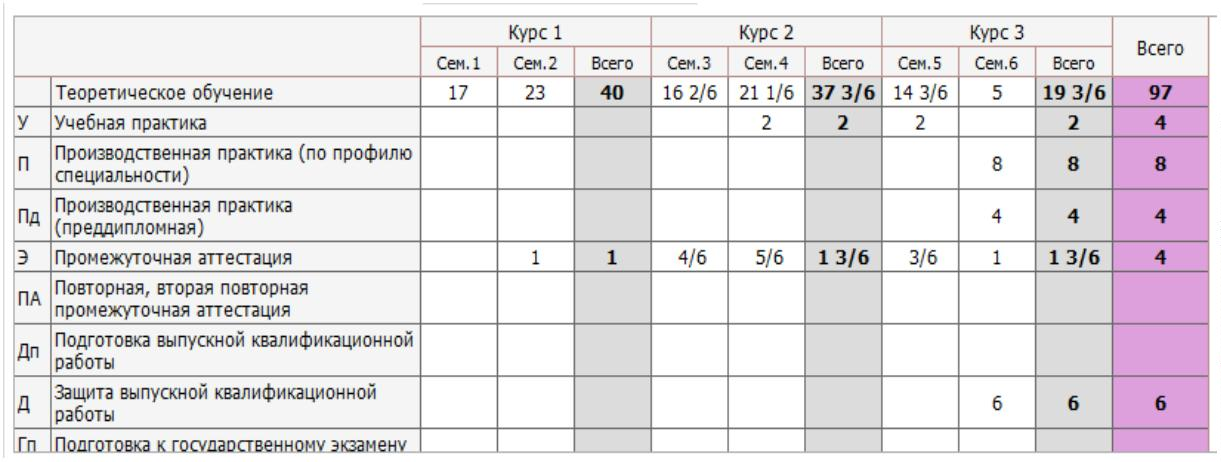 Курс 1 Курс 2 Курс 3 Всего
Сем.1 Сем.2 Всего Сем.3 Сем.4 Всего Сем.5 Сем.6 Всего
Теоретическое обучение 17 23 40 16 2/6 21 1/6 37 3/6 14 3/6 5 19 3/6 97
У Учебная практика 2 2 2 2 4
П Производственная практика (по профилю
специальности) 8 8 8
Пд Производственная практика
(преддипломная) 4 4 4
Э Промежуточная аттестация 1 1 4/6 5/6 1 3/6 3/6 1 1 3/6 4
ПА Повторная, вторая повторная
промежуточная аттестация
Дп Подготовка выпускной квалификационной
работы
Д Защита выпускной квалификационной
работы 6 6 6
Гп Подготовка к государственному экзамену